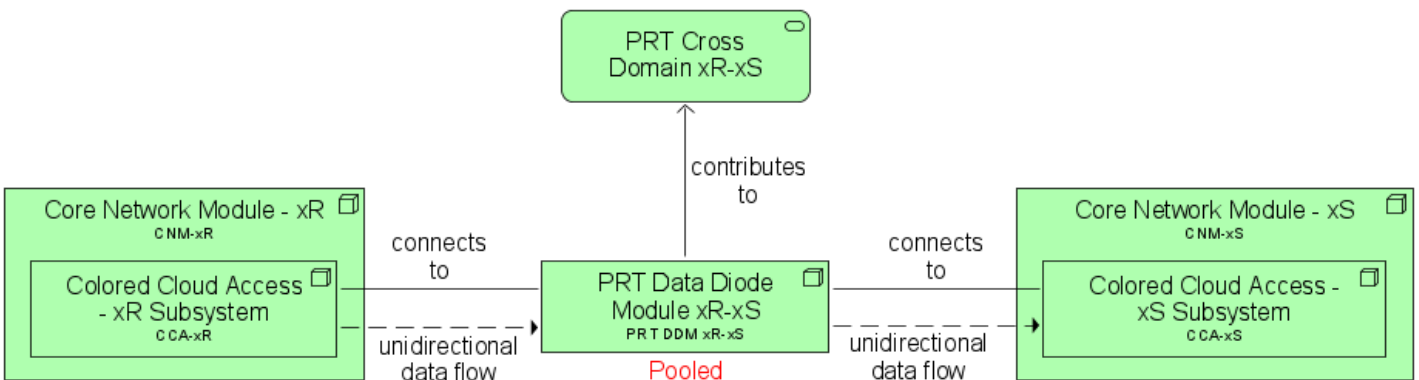 PRT Cross
Domain xR-xS
contributes
to
Core Network Module - xR
CNM-xR
Colored Cloud Access
- xR Subsystem
CCA-xR
connects
to
unidirectional
data flow
PRT Data Diode
Module xR-xS
PRT DDM xR-xS
Pooled
connects
to
unidirectional
data flow
Core Network Module - xS
CNM-xS
Colored Cloud Access -
xS Subsystem
CCA-xS